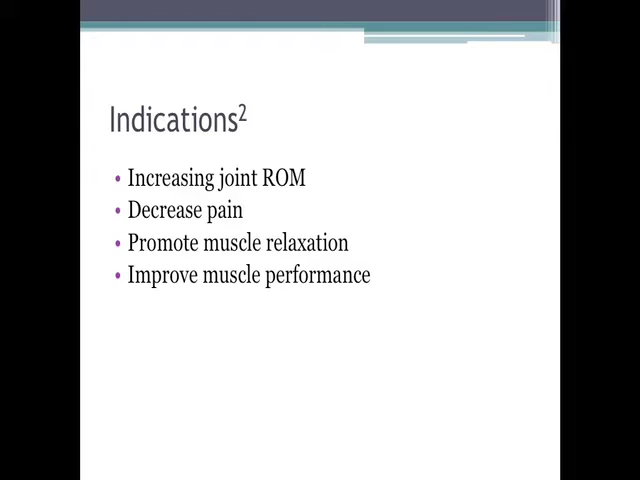 Indications²
• Increasing joint ROM
• Decrease pain
• Promote muscle relaxation
• Improve muscle performance